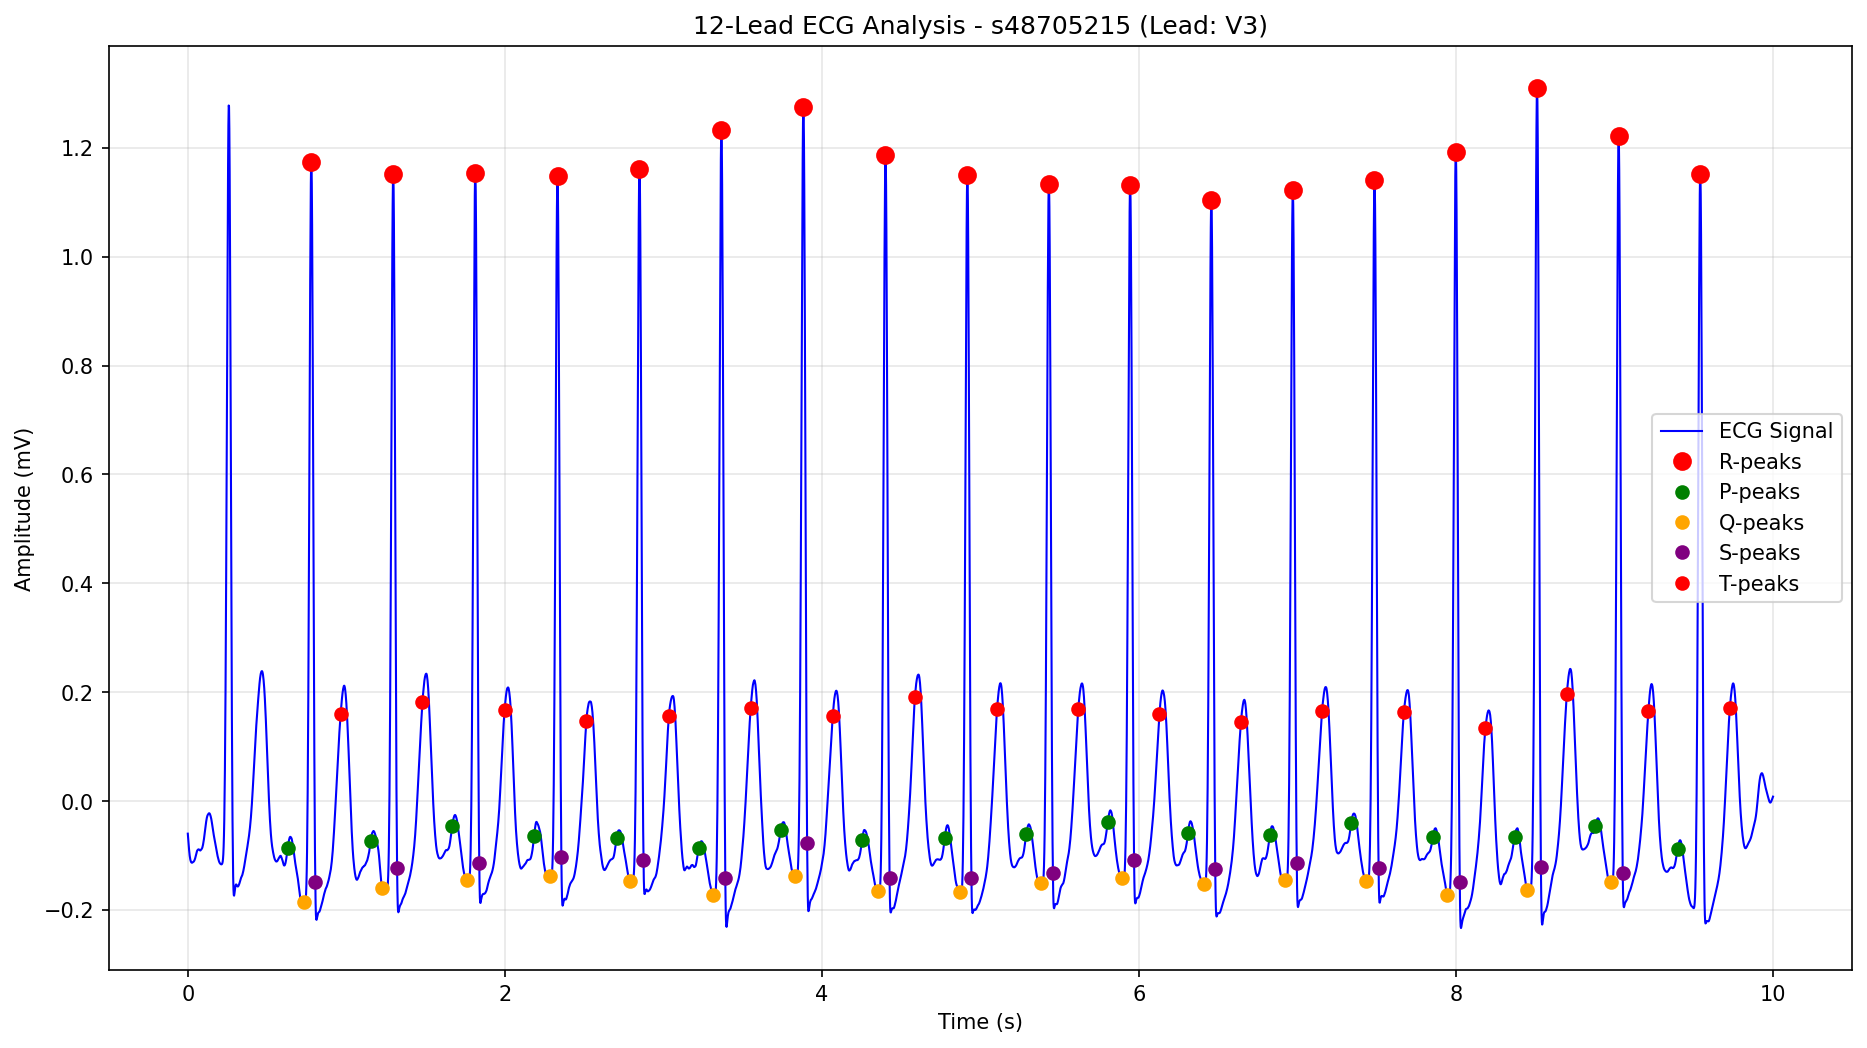 12-Lead ECG Analysis - s48705215 (Lead: V3)
Amplitude (mV)
1.2
1.0
0.8
0.6
0.4
0.2
0.0
−0.2
ECG Signal
R-peaks
P-peaks
Q-peaks
S-peaks
T-peaks
0
2
4
6
8
10
Time (s)